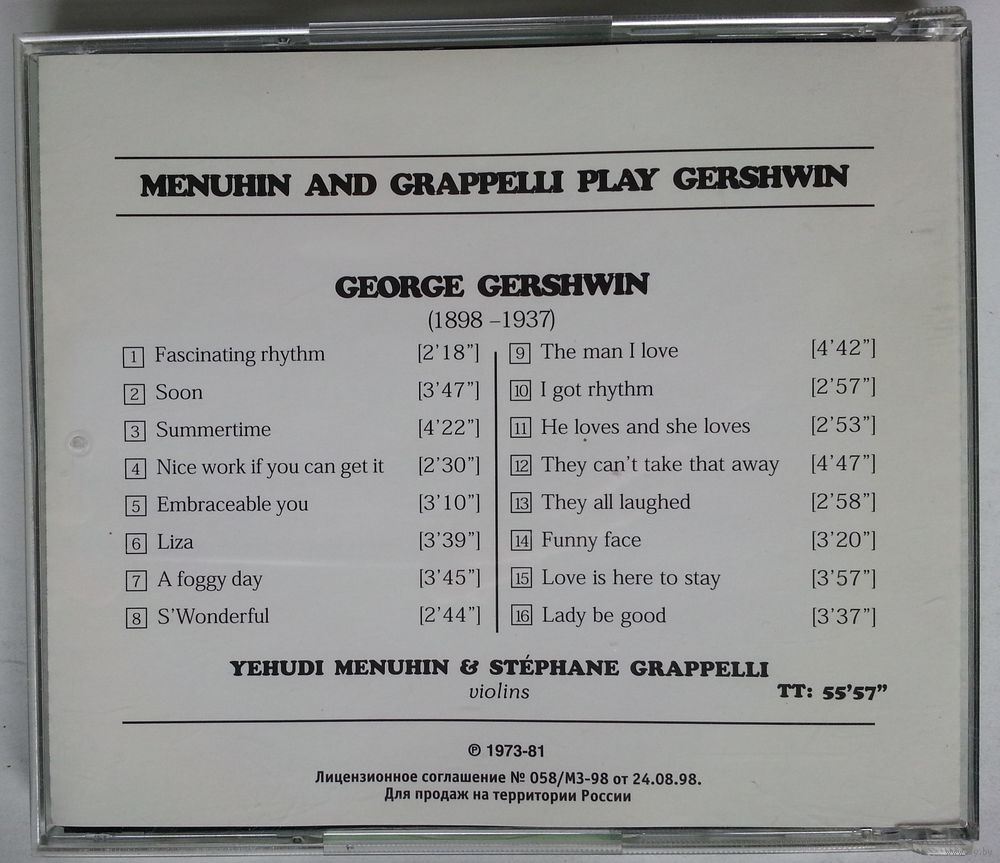 MENUHIN AND GRAPPELLI PLAY GERSHWIN
GEORGE GERSHWIN
(1898 –1937)
1 Fascinating rhythm [2'18"]
2 Soon [3'47"]
3 Summertime [4'22"]
4 Nice work if you can get it [2'30"]
5 Embraceable you [3'10"]
6 Liza [3'39"]
7 A foggy day [3'45"]
8 S'Wonderful [2'44"]
9 The man I love [4'42"]
10 I got rhythm [2'57"]
11 He loves and she loves [2'53"]
12 They can't take that away [4'47"]
13 They all laughed [2'58"]
14 Funny face [3'20"]
15 Love is here to stay [3'57"]
16 Lady be good [3'37"]
YEHUDI MENUHIN & STÉPHANE GRAPPELLI
violins
TT: 55'57"
℗ 1973-81
Лицензионное соглашение № 058/МЗ-98 от 24.08.98.
Для продаж на территории России